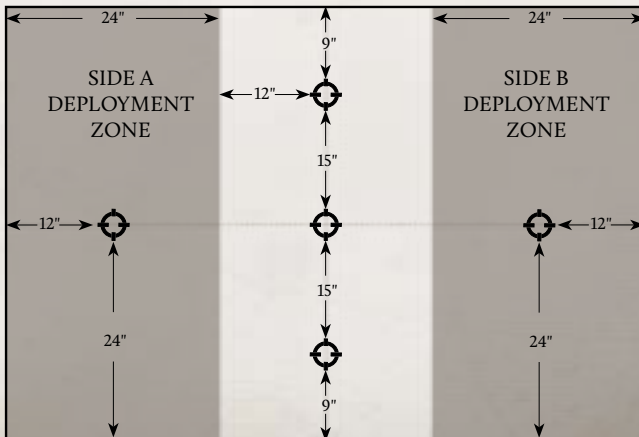 24"
24"
9"
SIDE A
DEPLOYMENT
ZONE
SIDE B
DEPLOYMENT
ZONE
12"
15"
12"
12"
15"
24"
24"
9"